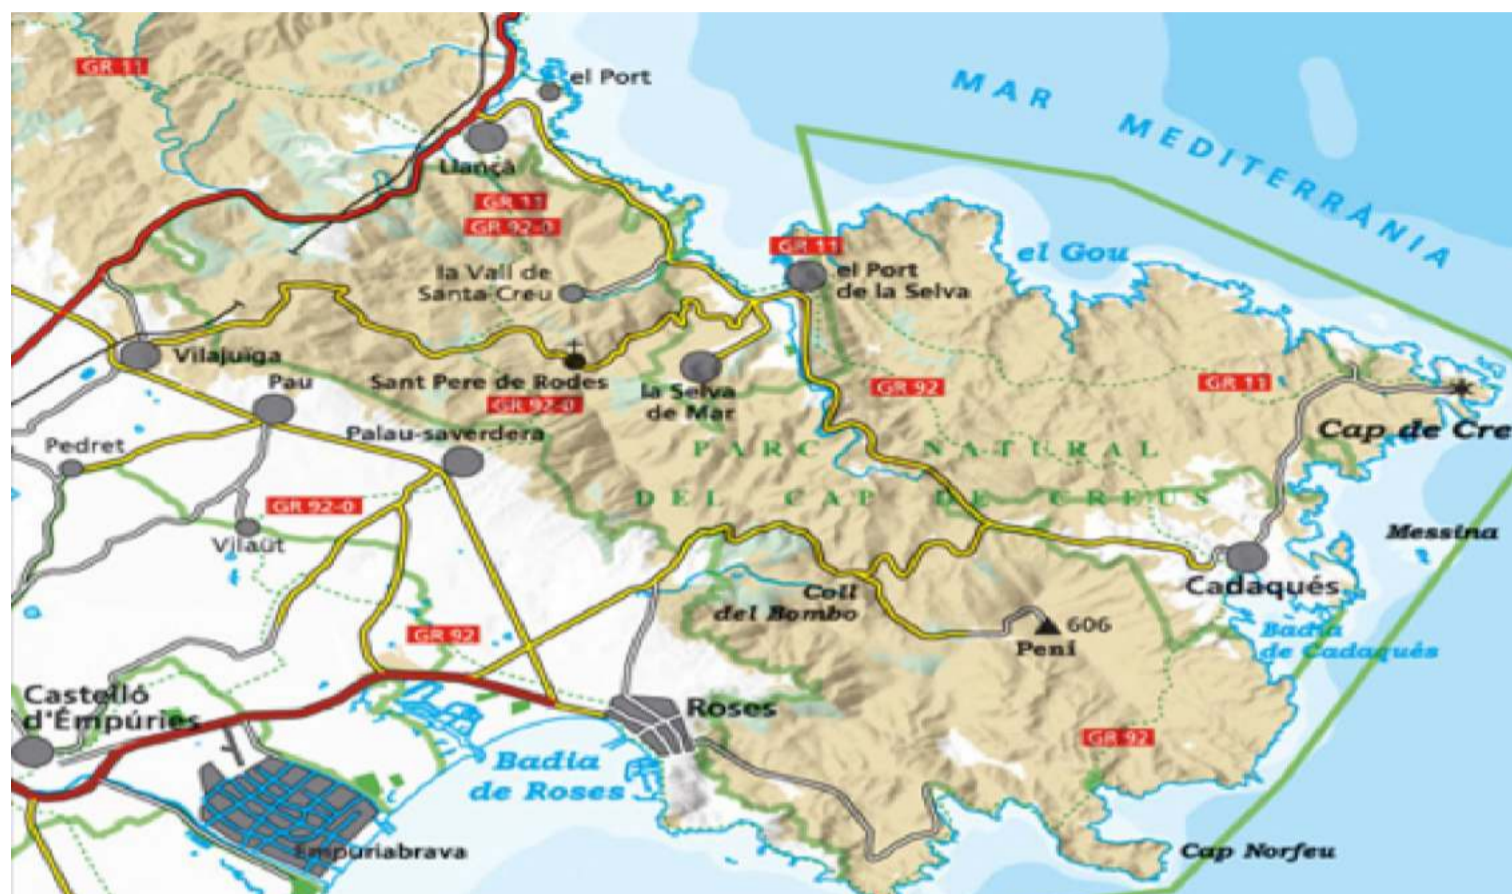 GR 11
el Port
MAR MEDITERRÀNIA
Llançà
GR 11
GR 92-0
la Vall de
Santa Creu
GR 11
el Port
de la Selva
el Gou
Vilajuïga
Pau
Sant Pere de Rodes
GR 92-0
la Selva
de Mar
GR 92
GR 11
Cap de Cre
Pedret
Palau-saverdera
PARC NATURAL
DEL CAP DE CREUS
GR 92-0
Vilaüt
Messina
Cadaqués
Coll
del Bombo
606
Peni
Badia
de Cadaqués
GR 92
Castelló
d'Empúries
Roses
GR 92
Badia
de Roses
Empuriabrava
Cap Norfeu